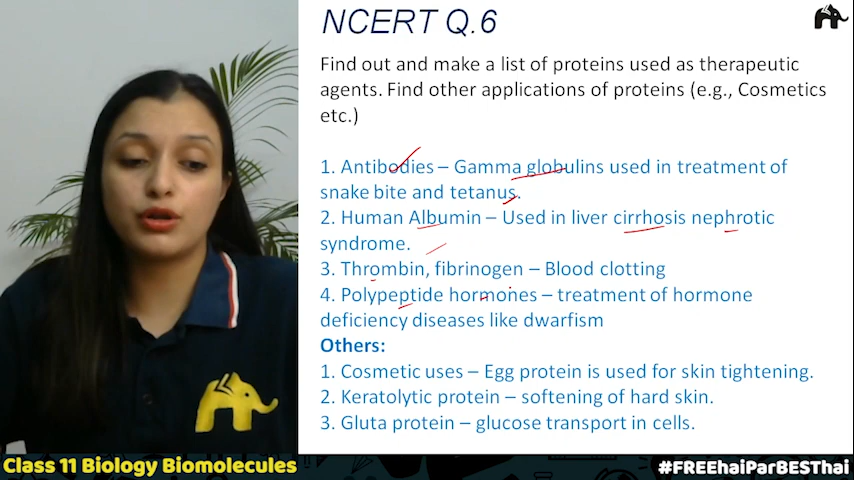 NCERT Q.6
Find out and make a list of proteins used as therapeutic
agents. Find other applications of proteins (e.g., Cosmetics
etc.)
1. Antibodies – Gamma globulins used in treatment of
snake bite and tetanus.
2. Human Albumin – Used in liver cirrhosis nephrotic
syndrome.
3. Thrombin, fibrinogen – Blood clotting
4. Polypeptide hormones – treatment of hormone
deficiency diseases like dwarfism
Others:
1. Cosmetic uses – Egg protein is used for skin tightening.
2. Keratolytic protein – softening of hard skin.
3. Gluta protein – glucose transport in cells.
Class 11 Biology Biomolecules
#FREEhaiParBESThai